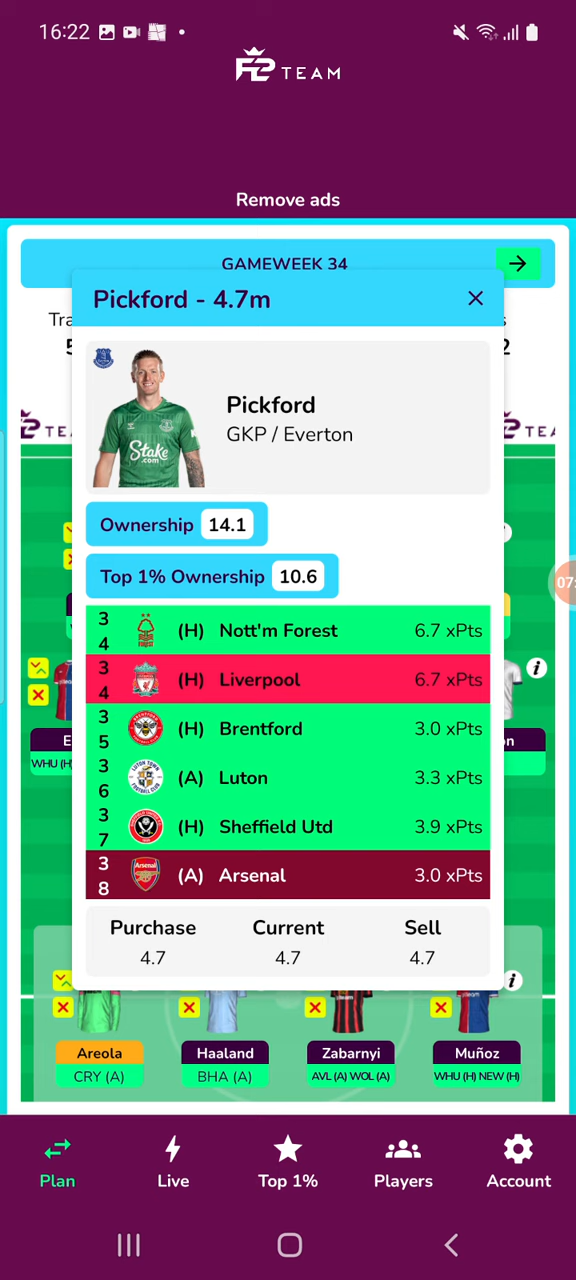 16:22
TEAM
Remove ads
GAMEWEEK 34
Pickford - 4.7m
Pickford
GKP / Everton
Stake
.com
Ownership 14.1
Top 1% Ownership 10.6
34 (H) Nott'm Forest 6.7 xPts
34 (H) Liverpool 6.7 xPts
35 (H) Brentford 3.0 xPts
36 (A) Luton 3.3 xPts
37 (H) Sheffield Utd 3.9 xPts
38 (A) Arsenal 3.0 xPts
Purchase Current Sell
4.7 4.7 4.7
Areola Haaland Zabarnyi Muñoz
CRY (A) BHA (A) AVL (A) WOL (A) WHU (H) NEW (H)
Plan Live Top 1% Players Account